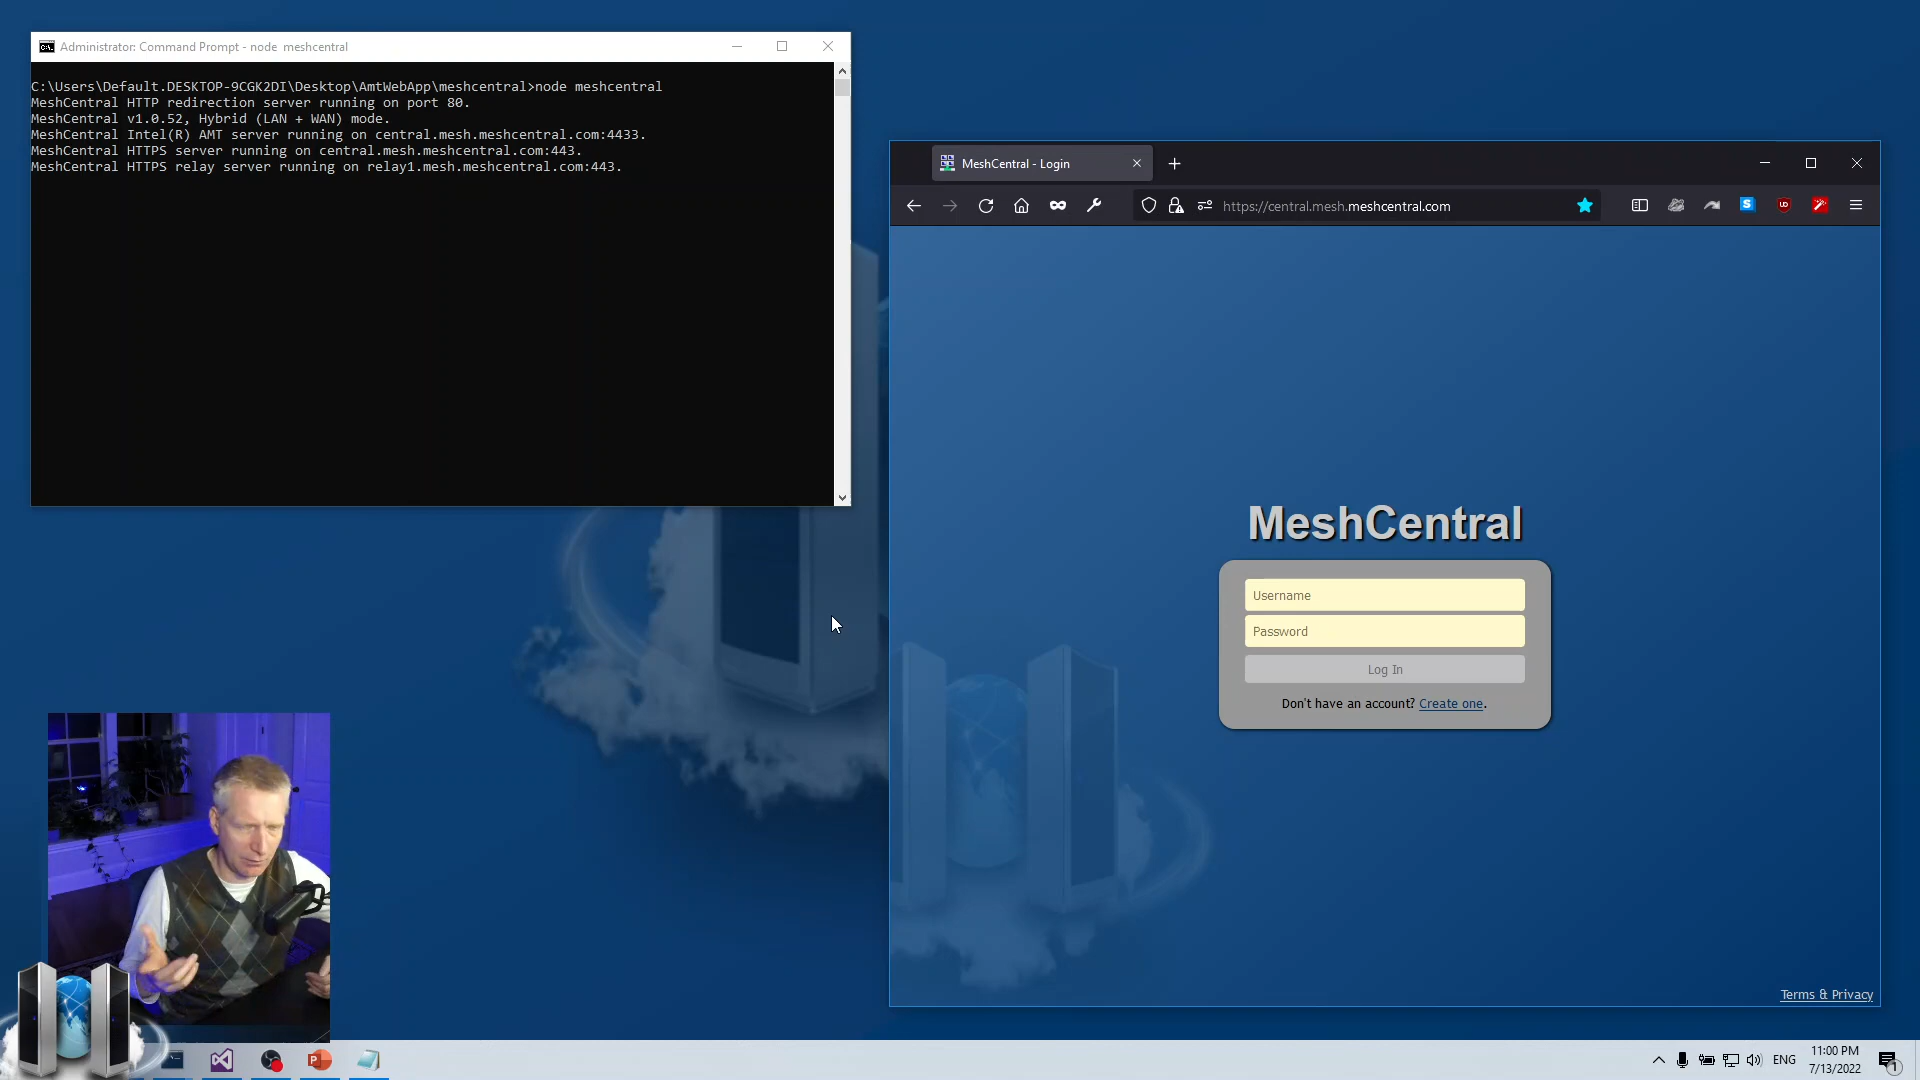 Administrator: Command Prompt - node  meshcentral
C:\Users\Default.DESKTOP-9CGK2DI\Desktop\AmtWebApp\meshcentral>node meshcentral
MeshCentral HTTP redirection server running on port 80.
MeshCentral v1.0.52, Hybrid (LAN + WAN) mode.
MeshCentral Intel(R) AMT server running on central.mesh.meshcentral.com:4433.
MeshCentral HTTPS server running on central.mesh.meshcentral.com:443.
MeshCentral HTTPS relay server running on relay1.mesh.meshcentral.com:443.
MeshCentral - Login
https://central.mesh.meshcentral.com
MeshCentral
Username
Password
Log In
Don't have an account? Create one.
Terms & Privacy
ENG
11:00 PM
7/13/2022
1